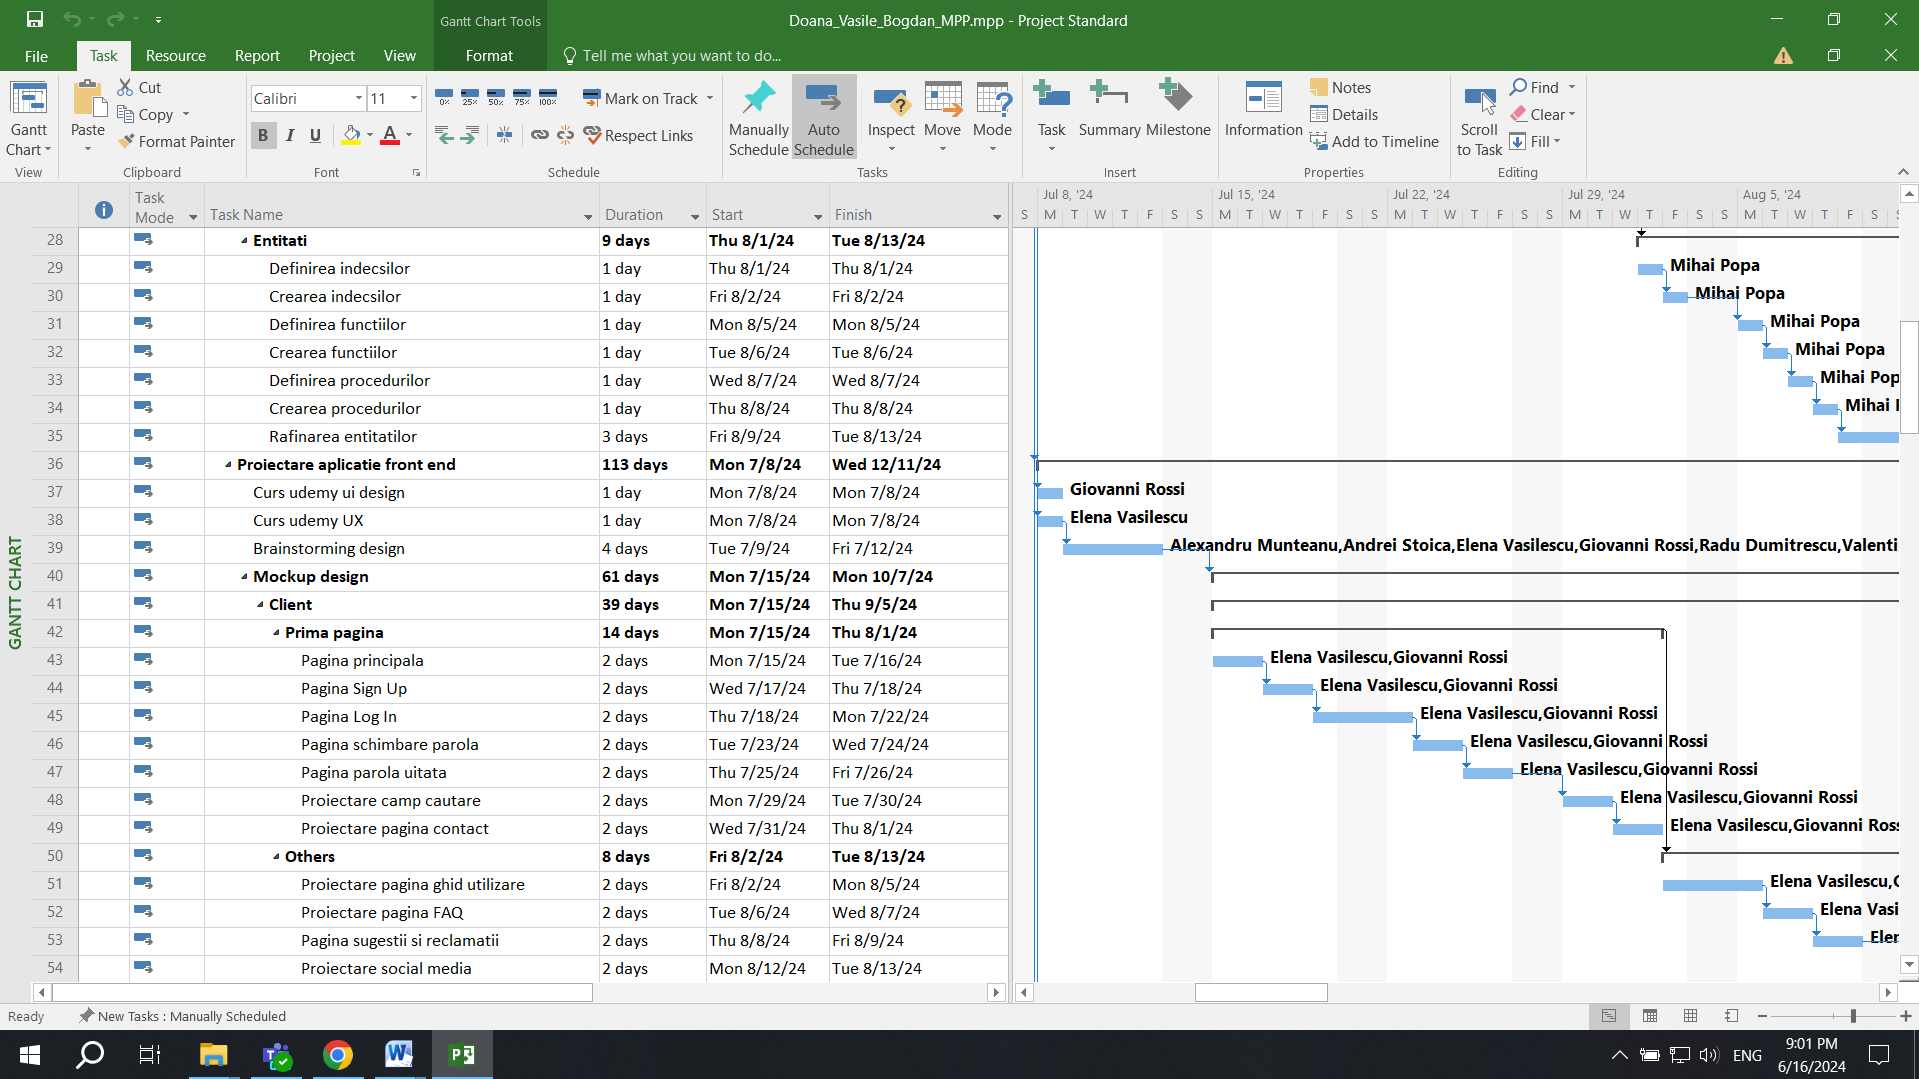 Gantt Chart Tools
Doana_Vasile_Bogdan_MPP.mpp - Project Standard
File Task Resource Report Project View Format Tell me what you want to do...
Gantt Chart
Paste
Cut
Copy
Format Painter
Calibri 11
B I U A
0% 25% 50% 75% 100%
Mark on Track
Respect Links
Manually Schedule
Auto Schedule
Inspect
Move
Mode
Task
Summary
Milestone
Information
Notes
Details
Add to Timeline
Scroll to Task
Find
Clear
Fill
View Clipboard Font Schedule Tasks Insert Properties Editing
Task Mode Task Name Duration Start Finish
Jul 8, '24 Jul 15, '24 Jul 22, '24 Jul 29, '24 Aug 5, '24
S M T W T F S S M T W T F S S M T W T F S S M T W T F S S M T W T F S S
28 Entitati 9 days Thu 8/1/24 Tue 8/13/24
29 Definirea indecsilor 1 day Thu 8/1/24 Thu 8/1/24 Mihai Popa
30 Crearea indecsilor 1 day Fri 8/2/24 Fri 8/2/24 Mihai Popa
31 Definirea functiilor 1 day Mon 8/5/24 Mon 8/5/24 Mihai Popa
32 Crearea functiilor 1 day Tue 8/6/24 Tue 8/6/24 Mihai Popa
33 Definirea procedurilor 1 day Wed 8/7/24 Wed 8/7/24 Mihai Pop
34 Crearea procedurilor 1 day Thu 8/8/24 Thu 8/8/24 Mihai
35 Rafinarea entitatilor 3 days Fri 8/9/24 Tue 8/13/24
36 Proiectare aplicatie front end 113 days Mon 7/8/24 Wed 12/11/24
37 Curs udemy ui design 1 day Mon 7/8/24 Mon 7/8/24 Giovanni Rossi
38 Curs udemy UX 1 day Mon 7/8/24 Mon 7/8/24 Elena Vasilescu
39 Brainstorming design 4 days Tue 7/9/24 Fri 7/12/24 Alexandru Munteanu,Andrei Stoica,Elena Vasilescu,Giovanni Rossi,Radu Dumitrescu,Valenti
40 Mockup design 61 days Mon 7/15/24 Mon 10/7/24
41 Client 39 days Mon 7/15/24 Thu 9/5/24
42 Prima pagina 14 days Mon 7/15/24 Thu 8/1/24
43 Pagina principala 2 days Mon 7/15/24 Tue 7/16/24 Elena Vasilescu,Giovanni Rossi
44 Pagina Sign Up 2 days Wed 7/17/24 Thu 7/18/24 Elena Vasilescu,Giovanni Rossi
45 Pagina Log In 2 days Thu 7/18/24 Mon 7/22/24 Elena Vasilescu,Giovanni Rossi
46 Pagina schimbare parola 2 days Tue 7/23/24 Wed 7/24/24 Elena Vasilescu,Giovanni Rossi
47 Pagina parola uitata 2 days Thu 7/25/24 Fri 7/26/24 Elena Vasilescu,Giovanni Rossi
48 Proiectare camp cautare 2 days Mon 7/29/24 Tue 7/30/24 Elena Vasilescu,Giovanni Rossi
49 Proiectare pagina contact 2 days Wed 7/31/24 Thu 8/1/24 Elena Vasilescu,Giovanni Ross
50 Others 8 days Fri 8/2/24 Tue 8/13/24
51 Proiectare pagina ghid utilizare 2 days Fri 8/2/24 Mon 8/5/24 Elena Vasilescu,
52 Proiectare pagina FAQ 2 days Tue 8/6/24 Wed 8/7/24 Elena Vasi
53 Pagina sugestii si reclamatii 2 days Thu 8/8/24 Fri 8/9/24 Eler
54 Proiectare social media 2 days Mon 8/12/24 Tue 8/13/24
GANTT CHART
Ready New Tasks : Manually Scheduled
ENG
9:01 PM
6/16/2024